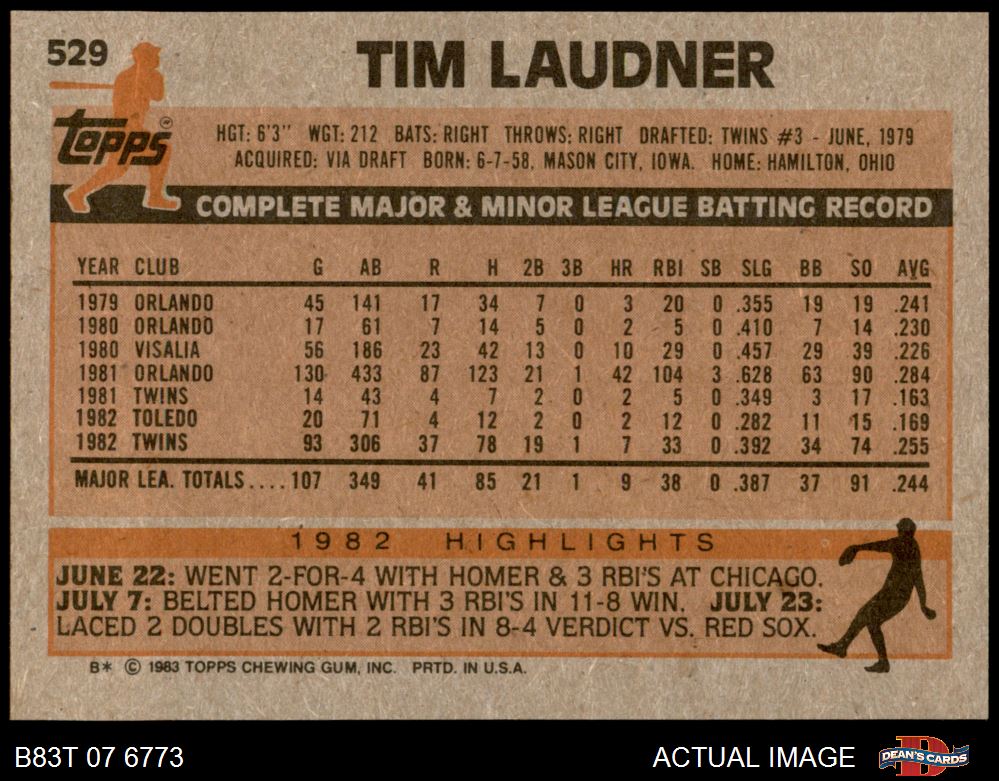 529
TIM LAUDNER
Topps
HGT: 6'3" WGT: 212 BATS: RIGHT THROWS: RIGHT DRAFTED: TWINS #3 - JUNE, 1979
ACQUIRED: VIA DRAFT BORN: 6-7-58, MASON CITY, IOWA. HOME: HAMILTON, OHIO
COMPLETE MAJOR & MINOR LEAGUE BATTING RECORD
YEAR CLUB G AB R H 2B 3B HR RBI SB SLG BB SO AVG
1979 ORLANDO 45 141 17 34 7 0 3 20 0 .355 19 19 .241
1980 ORLANDO 17 61 7 14 5 0 2 5 0 .410 7 14 .230
1980 VISALIA 56 186 23 42 13 0 10 29 0 .457 29 39 .226
1981 ORLANDO 130 433 87 123 21 1 42 104 3 .628 63 90 .284
1981 TWINS 14 43 4 7 2 0 2 5 0 .349 3 17 .163
1982 TOLEDO 20 71 4 12 2 0 2 12 0 .282 11 15 .169
1982 TWINS 93 306 37 78 19 1 7 33 0 .392 34 74 .255
MAJOR LEA. TOTALS....107 349 41 85 21 1 9 38 0 .387 37 91 .244
1982 HIGHLIGHTS
JUNE 22: WENT 2-FOR-4 WITH HOMER & 3 RBI'S AT CHICAGO.
JULY 7: BELTED HOMER WITH 3 RBI'S IN 11-8 WIN. JULY 23:
LACED 2 DOUBLES WITH 2 RBI'S IN 8-4 VERDICT VS. RED SOX.
B* © 1983 TOPPS CHEWING GUM, INC. PRTD. IN U.S.A.
B83T 07 6773 ACTUAL IMAGE DEAN'S CARDS